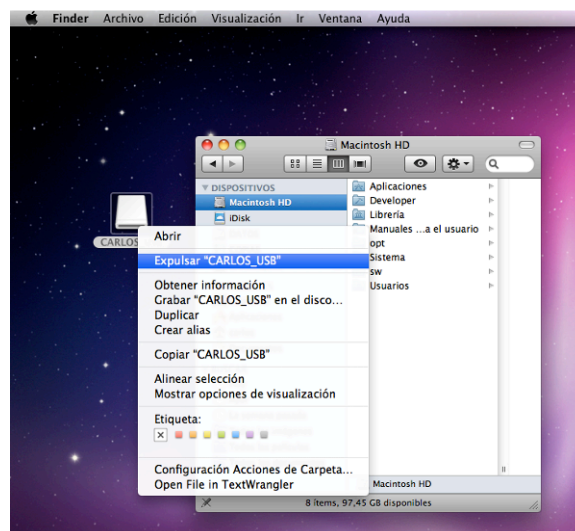 Finder Archivo Edición Visualización Ir Ventana Ayuda
Macintosh HD
DISPOSITIVOS
Macintosh HD
iDisk
Aplicaciones
Developer
Librería
Manuales ...a el usuario
opt
Sistema
sw
Usuarios
CARLOS
Abrir
Expulsar "CARLOS_USB"
Obtener información
Grabar "CARLOS_USB" en el disco...
Duplicar
Crear alias
Copiar "CARLOS_USB"
Alinear selección
Mostrar opciones de visualización
Etiqueta:
Configuración Acciones de Carpeta...
Open File in TextWrangler
Macintosh HD
8 ítems, 97,45 GB disponibles